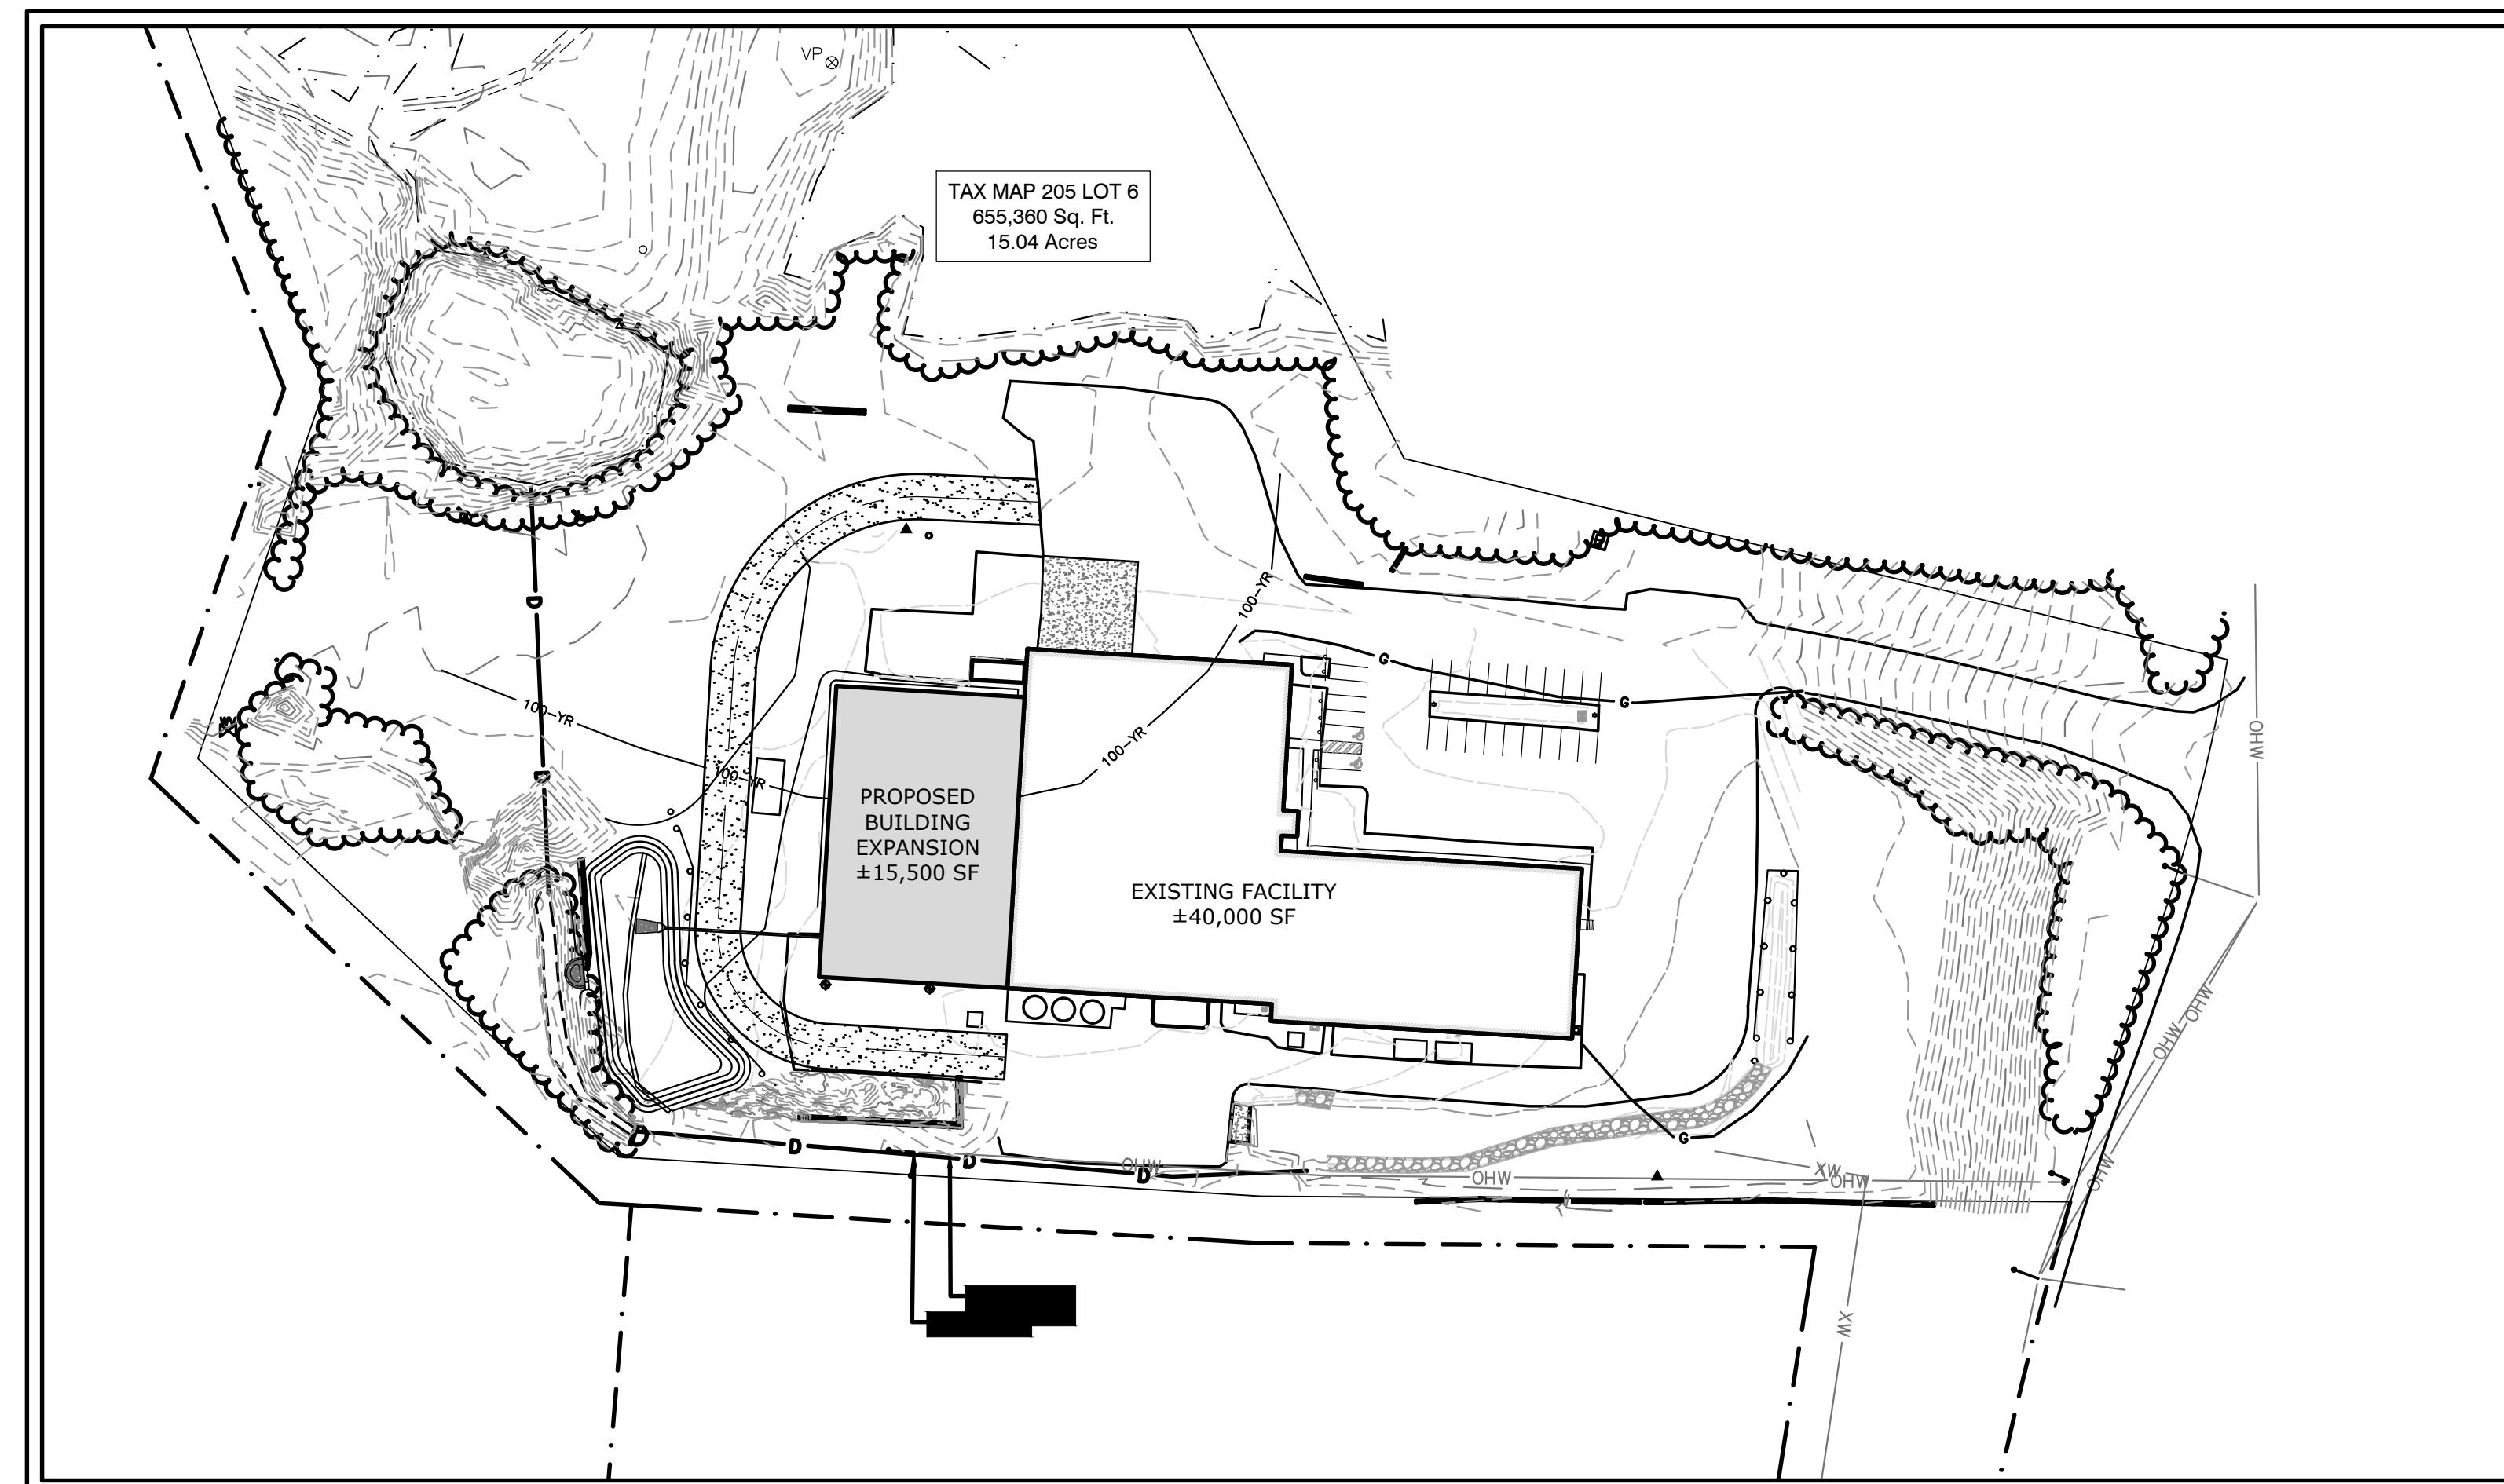 VP
TAX MAP 205 LOT 6
655,360 Sq. Ft.
15.04 Acres
D
100-YR
G
100-YR
G
OHW
100-YR
100-YR
D
PROPOSED
BUILDING
EXPANSION
±15,500 SF
EXISTING FACILITY
±40,000 SF
OHW
OHW
D
D
D
D
OHW
G
OHW
XW
OHW
OHW
XW